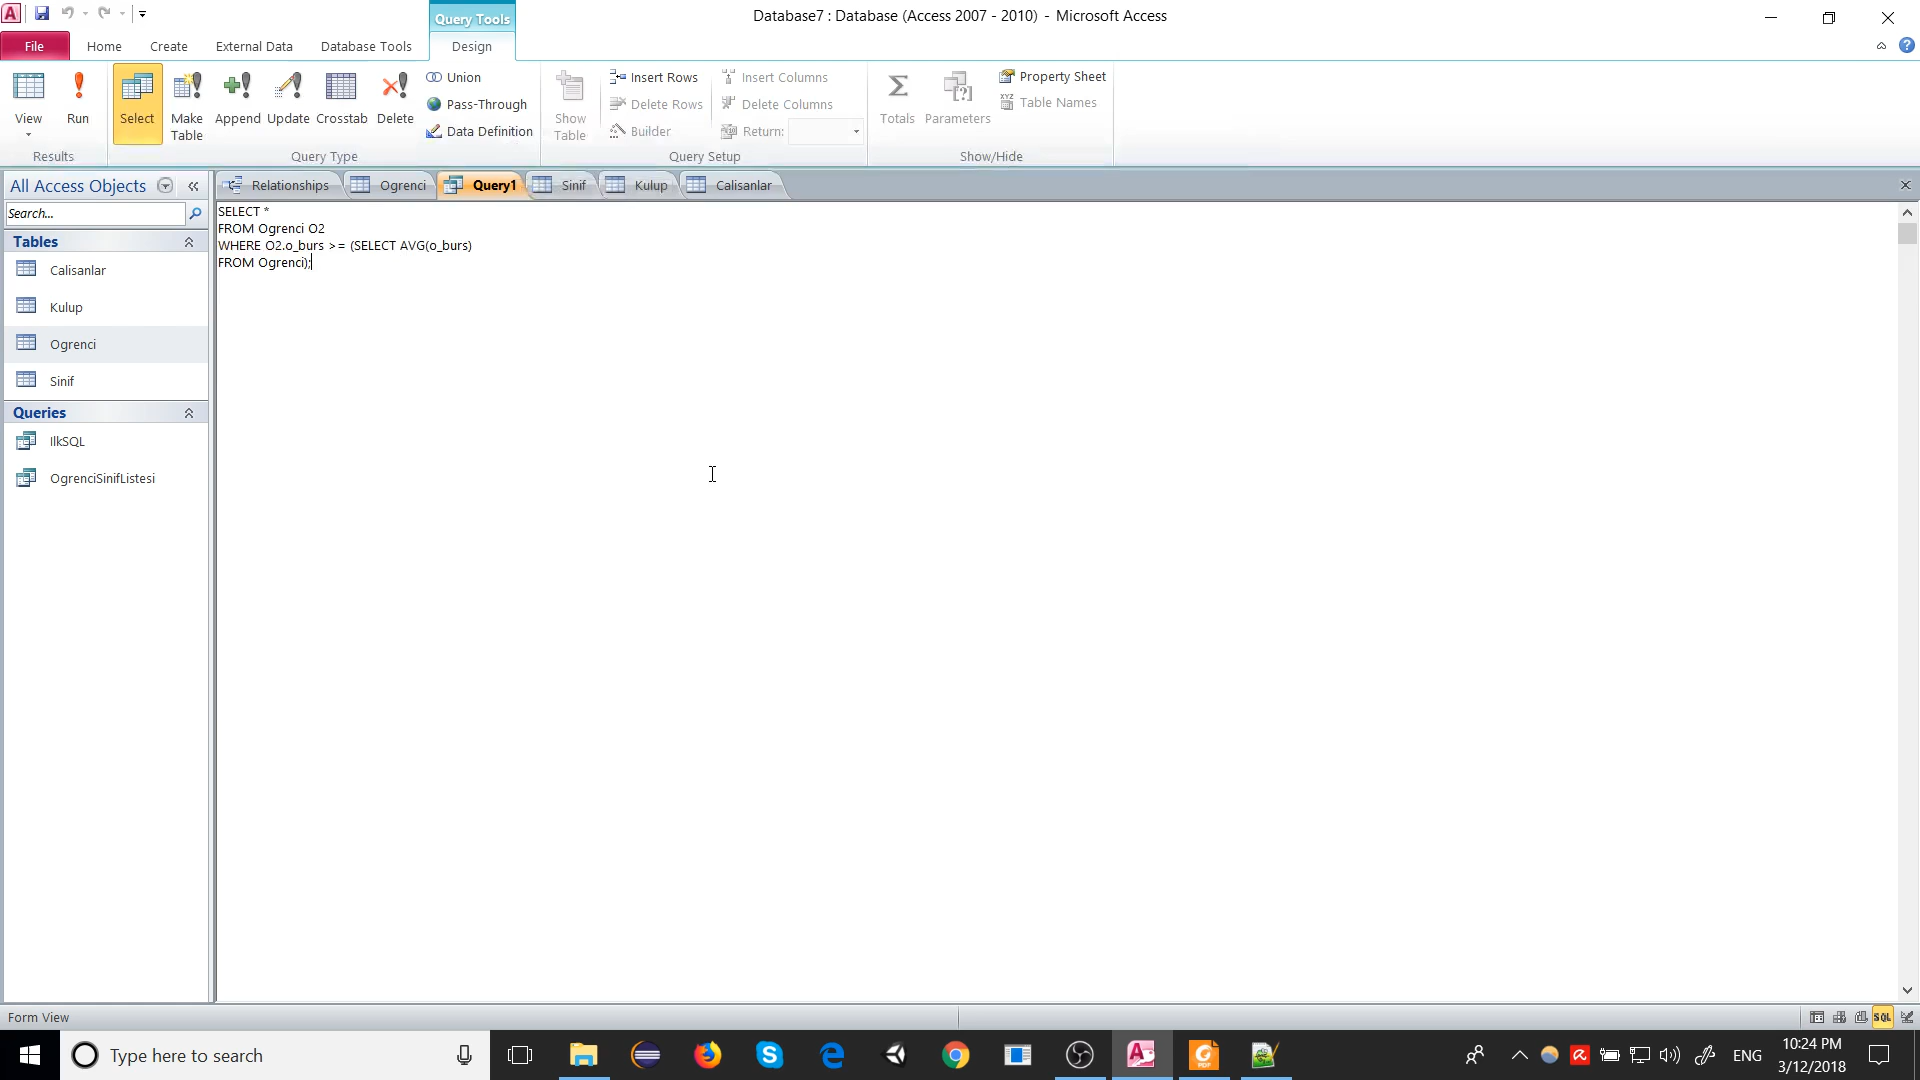 Query Tools
Database7 : Database (Access 2007 - 2010) - Microsoft Access
File Home Create External Data Database Tools Design
View Run Select Make Table Append Update Crosstab Delete
Union
Pass-Through
Data Definition
Show Table
Insert Rows
Delete Rows
Builder
Insert Columns
Delete Columns
Return:
Totals Parameters
Property Sheet
XYZ Table Names
Results Query Type Query Setup Show/Hide
All Access Objects
Search...
Tables
Calisanlar
Kulup
Ogrenci
Sinif
Queries
IlkSQL
OgrenciSinifListesi
Relationships Ogrenci Query1 Sinif Kulup Calisanlar
SELECT *
FROM Ogrenci O2
WHERE O2.o_burs >= (SELECT AVG(o_burs)
FROM Ogrenci);
Form View
SQL
Type here to search
ENG
10:24 PM
3/12/2018